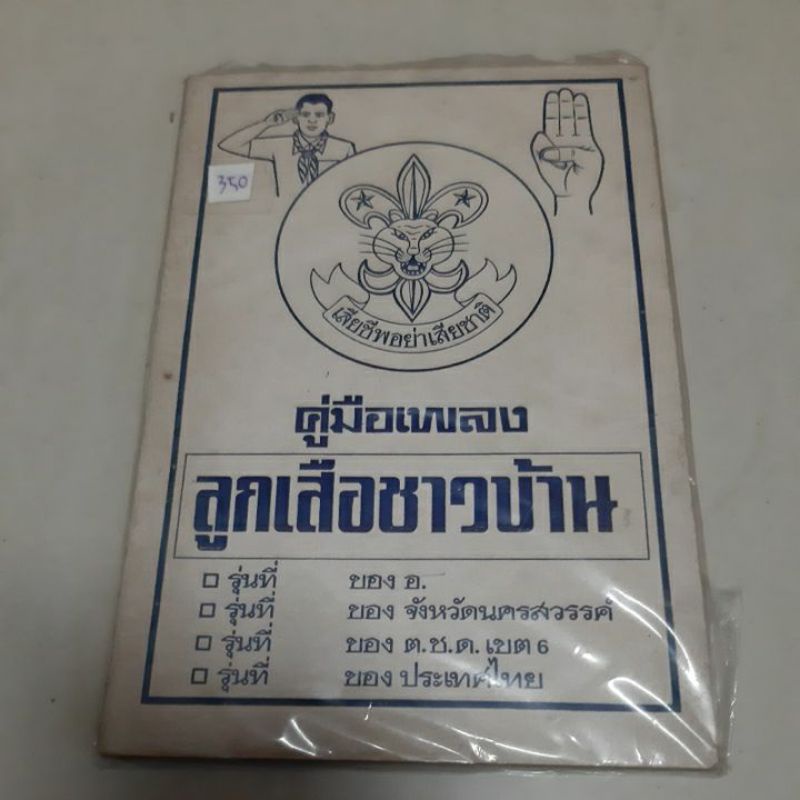 350
เสียชีพอย่าเสียชาติ
คู่มือเพลง
ลูกเสือชาวบ้าน
รุ่นที่ ของ อ.
รุ่นที่ ของ จังหวัดนครสวรรค์
รุ่นที่ ของ ต.ช.ด. เขต 6
รุ่นที่ ของ ประเทศไทย